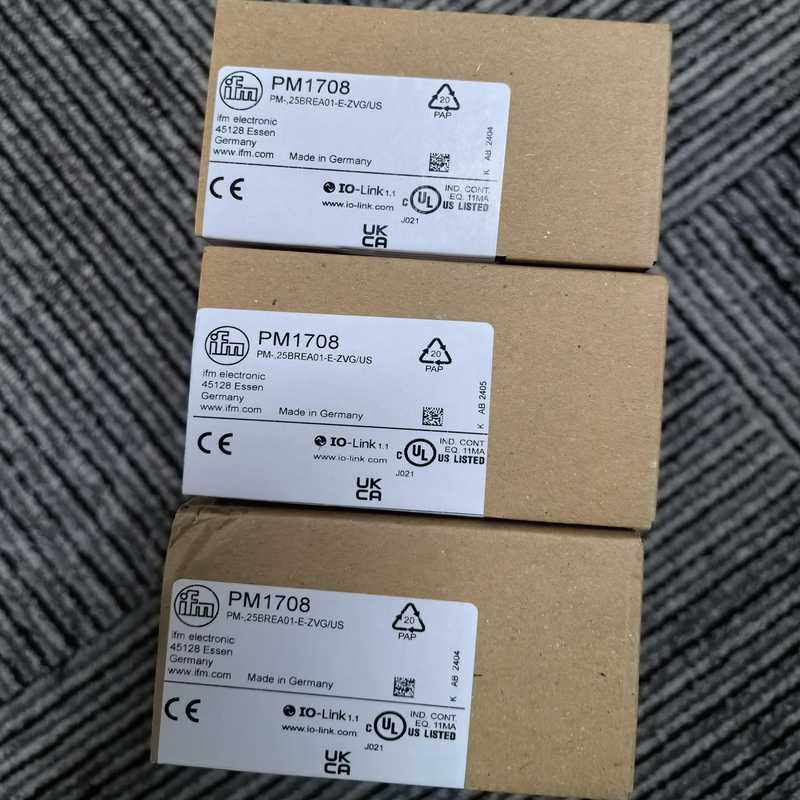 ifm
PM1708
PM-,25BREA01-E-ZVG/US
ifm electronic
45128 Essen
Germany
www.ifm.com Made in Germany
20
PAP
K AB 2404
CE
IO-Link 1.1
www.io-link.com
c UL US LISTED
IND. CONT.
EQ. 11MA
J021
UK
CA
ifm
PM1708
PM-,25BREA01-E-ZVG/US
ifm electronic
45128 Essen
Germany
www.ifm.com Made in Germany
20
PAP
K AB 2405
CE
IO-Link 1.1
www.io-link.com
c UL US LISTED
IND. CONT.
EQ. 11MA
J021
UK
CA
ifm
PM1708
PM-,25BREA01-E-ZVG/US
ifm electronic
45128 Essen
Germany
www.ifm.com Made in Germany
20
PAP
K AB 2404
CE
IO-Link 1.1
www.io-link.com
c UL US LISTED
IND. CONT.
EQ. 11MA
J021
UK
CA